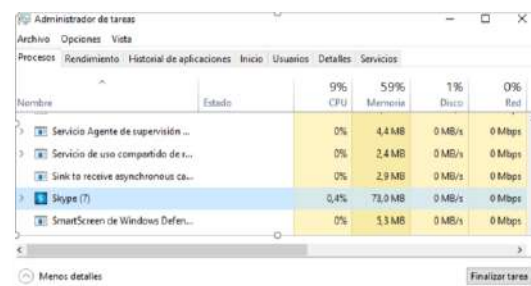 Administrador de tareas
Archivo Opciones Vista
Procesos Rendimiento Historial de aplicaciones Inicio Usuarios Detalles Servicios
9% 59% 1% 0%
Nombre Estado CPU Memoria Disco Red
Servicio Agente de supervisión ... 0% 4,4 MB 0 MB/s 0 Mbps
Servicio de uso compartido de r... 0% 2,4 MB 0 MB/s 0 Mbps
Sink to receive asynchronous ca... 0% 2,9 MB 0 MB/s 0 Mbps
Skype (7) 0,4% 73,0 MB 0 MB/s 0 Mbps
SmartScreen de Windows Defen... 0% 5,3 MB 0 MB/s 0 Mbps
Menos detalles Finalizar tarea